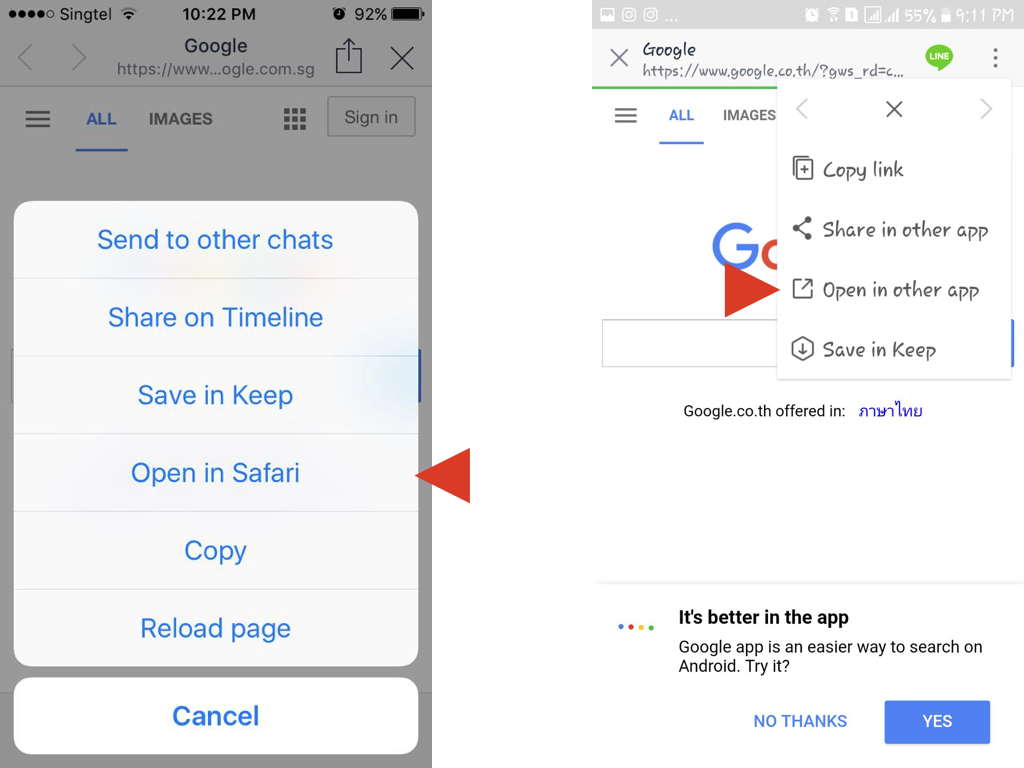 Singtel 10:22 PM 92%
Google
https://www...ogle.com.sg
ALL IMAGES Sign in
Send to other chats
Share on Timeline
Save in Keep
Open in Safari
Copy
Reload page
Cancel
... 1 55% 9:11 PM
Google
https://www.google.co.th/?gws_rd=c...
LINE
ALL IMAGES
Copy link
Share in other app
Go
Open in other app
Save in Keep
Google.co.th offered in: ภาษาไทย
It's better in the app
Google app is an easier way to search on
Android. Try it?
NO THANKS YES